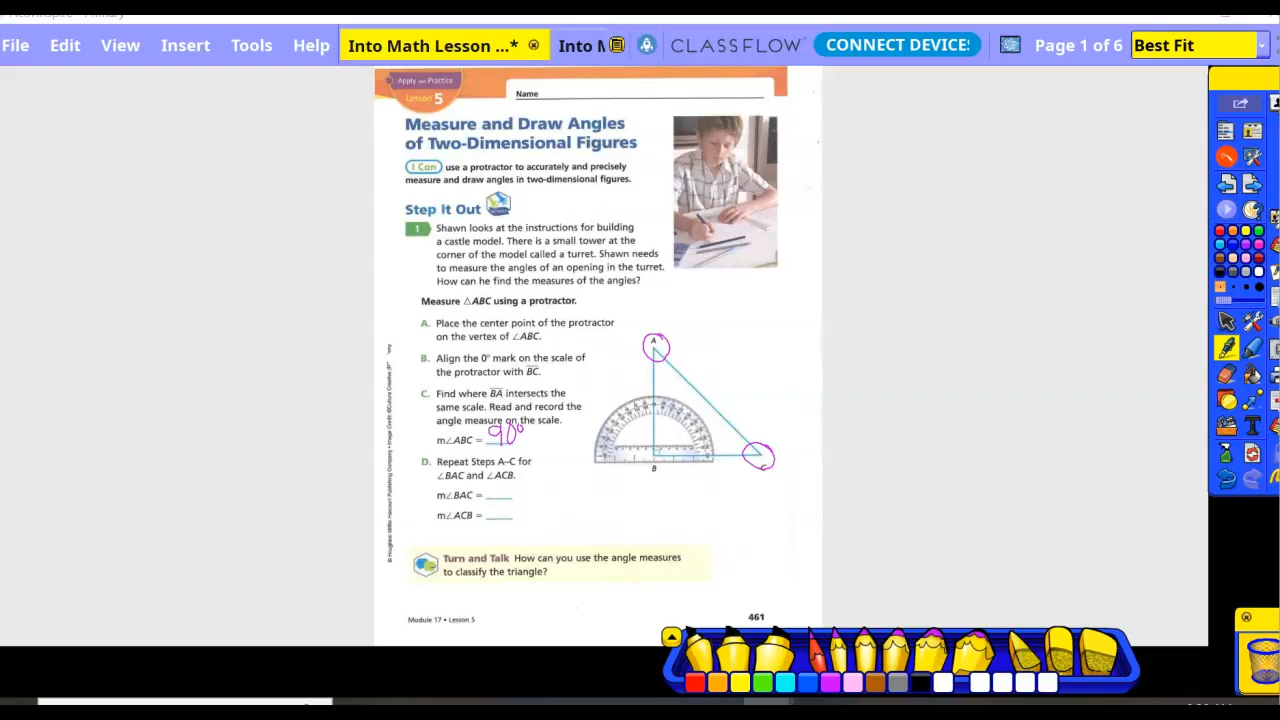 File Edit View Insert Tools Help Into Math Lesson ...* Into M CLASSFLOW CONNECT DEVICES Page 1 of 6 Best Fit
Apply and Practice
Lesson 5
Name
Measure and Draw Angles
of Two-Dimensional Figures
I Can use a protractor to accurately and precisely
measure and draw angles in two-dimensional figures.
Step It Out
1 Shawn looks at the instructions for building
a castle model. There is a small tower at the
corner of the model called a turret. Shawn needs
to measure the angles of an opening in the turret.
How can he find the measures of the angles?
Measure △ABC using a protractor.
A. Place the center point of the protractor
on the vertex of ∠ABC.
B. Align the 0° mark on the scale of
the protractor with BC.
C. Find where BA intersects the
same scale. Read and record the
angle measure on the scale.
m∠ABC = 90°
D. Repeat Steps A–C for
∠BAC and ∠ACB.
m∠BAC =
m∠ACB =
A
B
C
Turn and Talk How can you use the angle measures
to classify the triangle?
Module 17 • Lesson 5
461